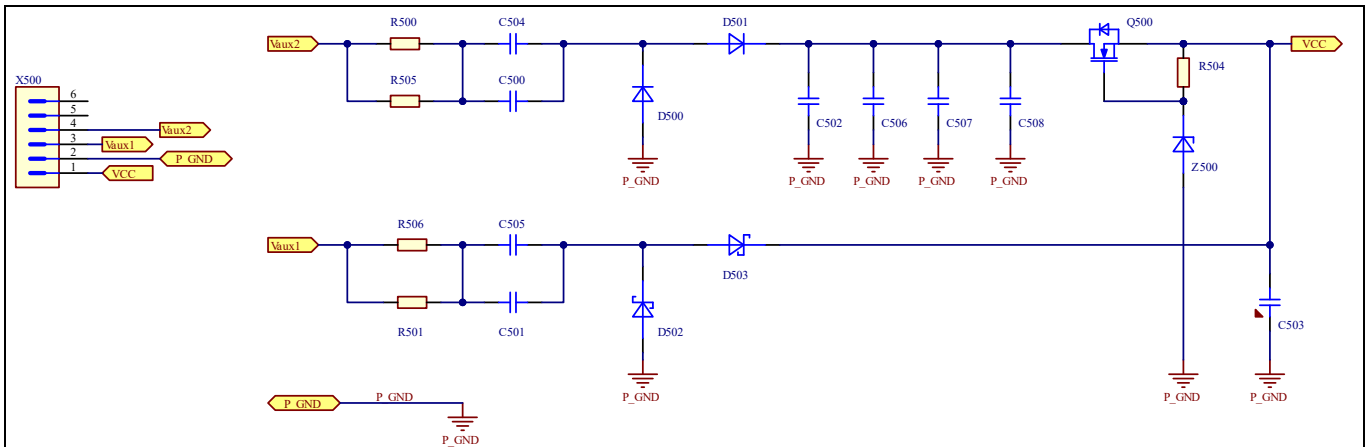 R500
C504
D501
Q500
Vaux2
VCC
R504
X500
R505
C500
6
5
4
Vaux2
3
Vaux1
2
P_GND
1
VCC
D500
C502
C506
C507
C508
Z500
P_GND
P_GND
P_GND
P_GND
P_GND
R506
C505
Vaux1
D503
R501
C501
D502
C503
P_GND
P_GND
P_GND
P_GND
P_GND
P_GND